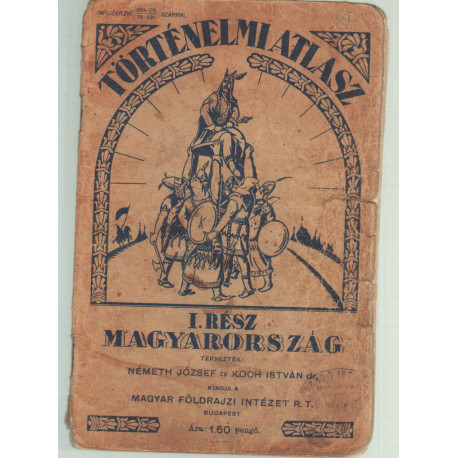 TÖRTÉNELMI ATLASZ
I. RÉSZ
MAGYARORSZÁG
TERVEZTÉK:
NÉMETH JÓZSEF ÉS KOCH ISTVÁN dr.
KIADJA A
MAGYAR FÖLDRAJZI INTÉZET R. T.
BUDAPEST
Ára: 1.60 pengő.